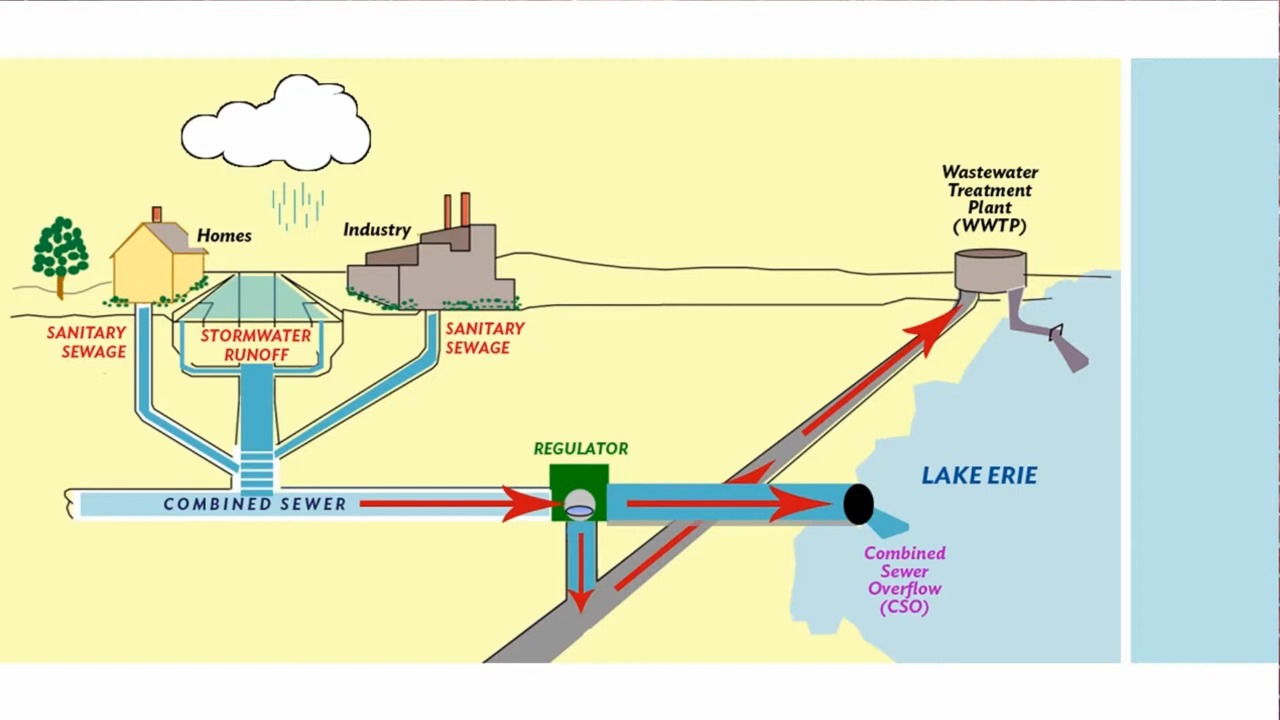 Wastewater
Treatment
Plant
(WWTP)
Homes
Industry
SANITARY
SEWAGE
STORMWATER
RUNOFF
SANITARY
SEWAGE
REGULATOR
LAKE ERIE
COMBINED SEWER
Combined
Sewer
Overflow
(CSO)